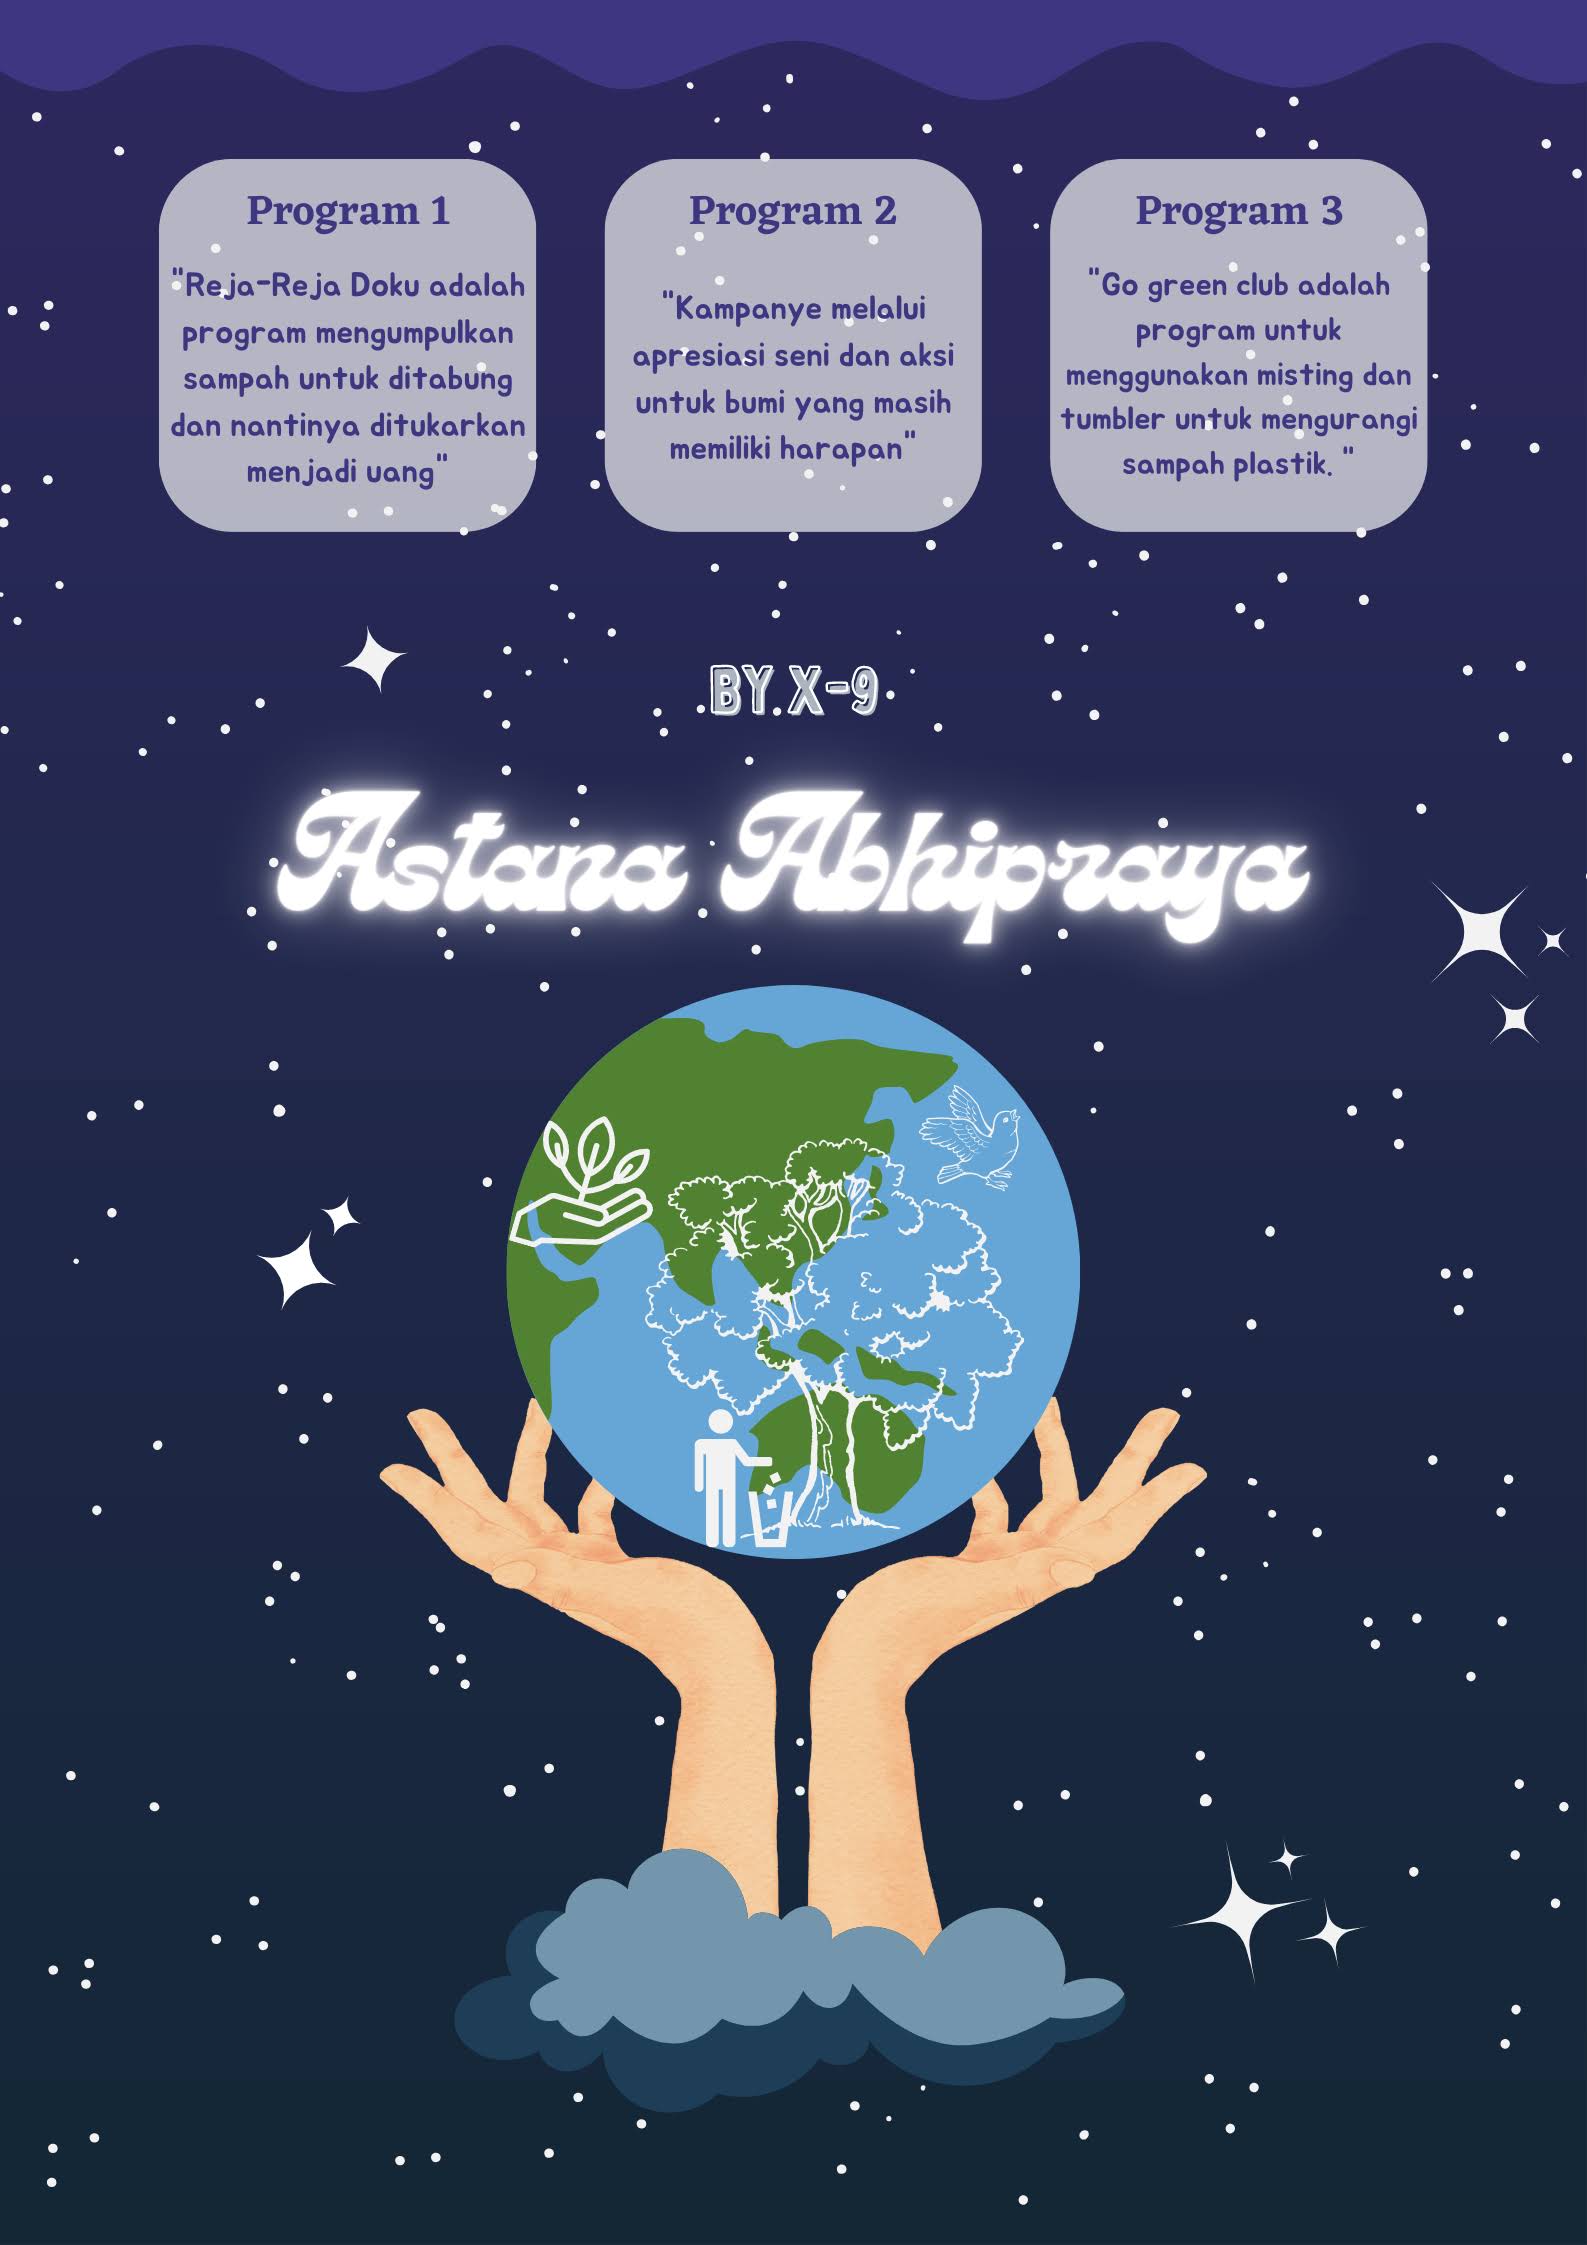 Program 1
"Reja-Reja Doku adalah
program mengumpulkan
sampah untuk ditabung
dan nantinya ditukarkan
menjadi uang"
Program 2
"Kampanye melalui
apresiasi seni dan aksi
untuk bumi yang masih
memiliki harapan"
Program 3
"Go green club adalah
program untuk
menggunakan misting dan
tumbler untuk mengurangi
sampah plastik. "
BY X-9
Astana Abhipraya